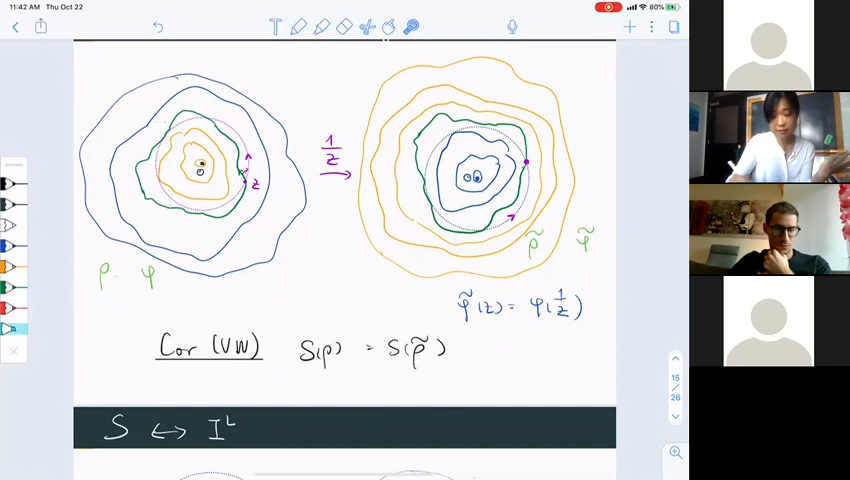 11:42 AM Thu Oct 22
80%
T
1/z
z
ρ φ
ρ̃ φ̃
φ̃(z) = φ(1/z)
Cor (VW) S(ρ) = S(ρ̃)
S ↔ I^L
15
26